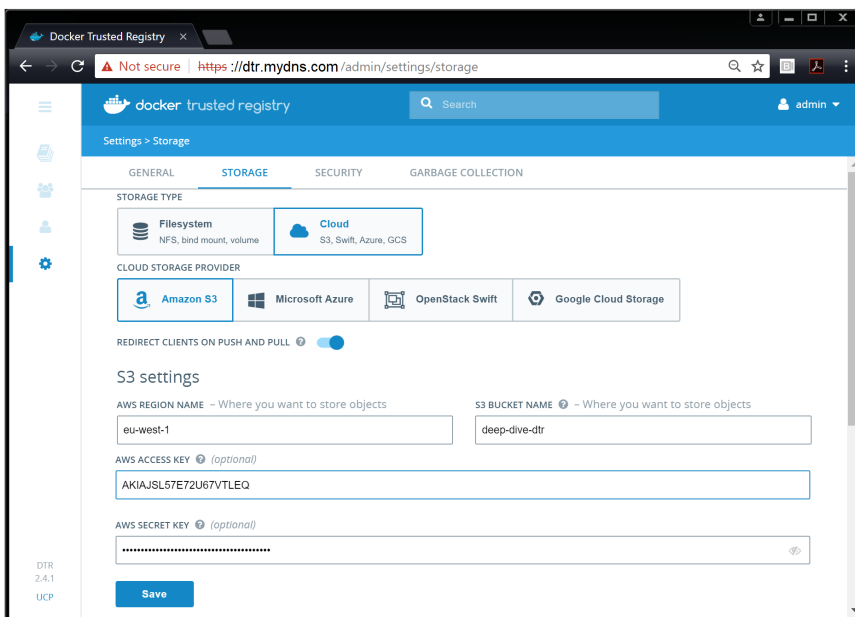 Docker Trusted Registry ×
Not secure https ://dtr.mydns.com /admin/settings/storage
docker trusted registry
Search
admin
Settings > Storage
GENERAL STORAGE SECURITY GARBAGE COLLECTION
STORAGE TYPE
Filesystem
NFS, bind mount, volume
Cloud
S3, Swift, Azure, GCS
CLOUD STORAGE PROVIDER
Amazon S3 Microsoft Azure OpenStack Swift Google Cloud Storage
REDIRECT CLIENTS ON PUSH AND PULL ?
S3 settings
AWS REGION NAME – Where you want to store objects
eu-west-1
S3 BUCKET NAME ? – Where you want to store objects
deep-dive-dtr
AWS ACCESS KEY ? (optional)
AKIAJSL57E72U67VTLEQ
AWS SECRET KEY ? (optional)
•••••••••••••••••••••••••••••••••••••••
Save
DTR
2.4.1
UCP